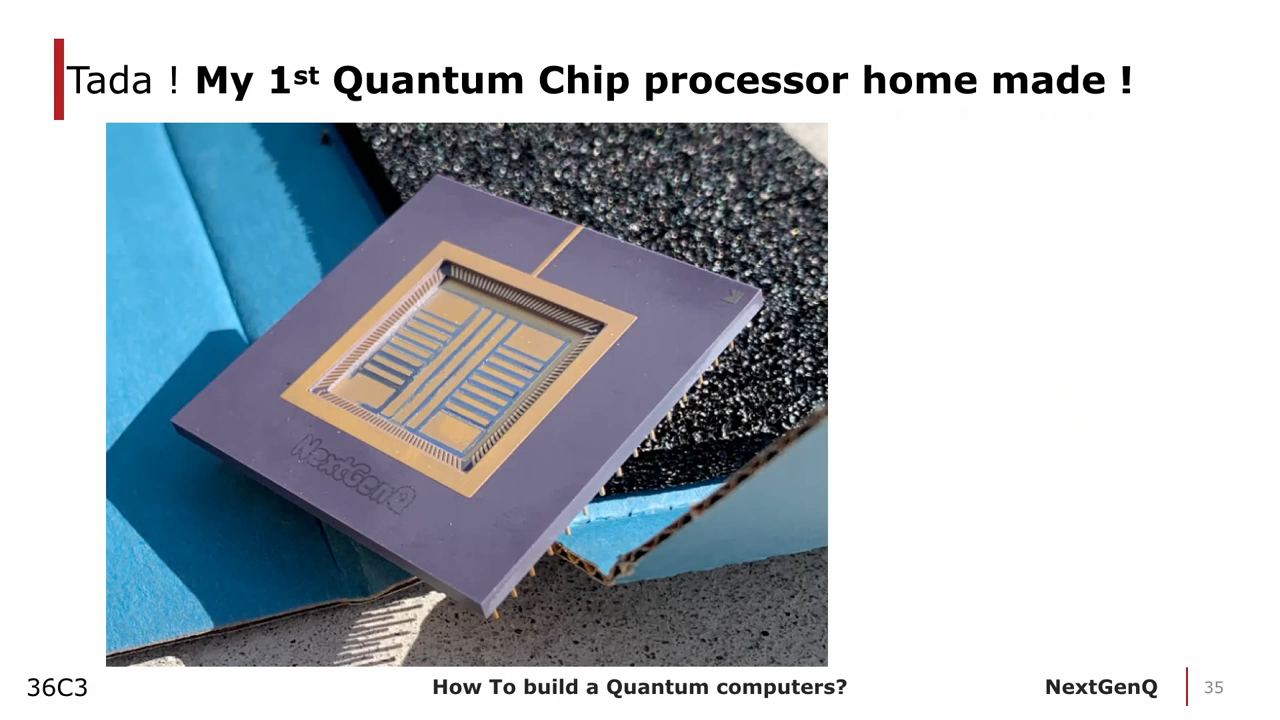 Tada ! My 1st Quantum Chip processor home made !
NextGenQ
36C3
How To build a Quantum computers?
NextGenQ
35